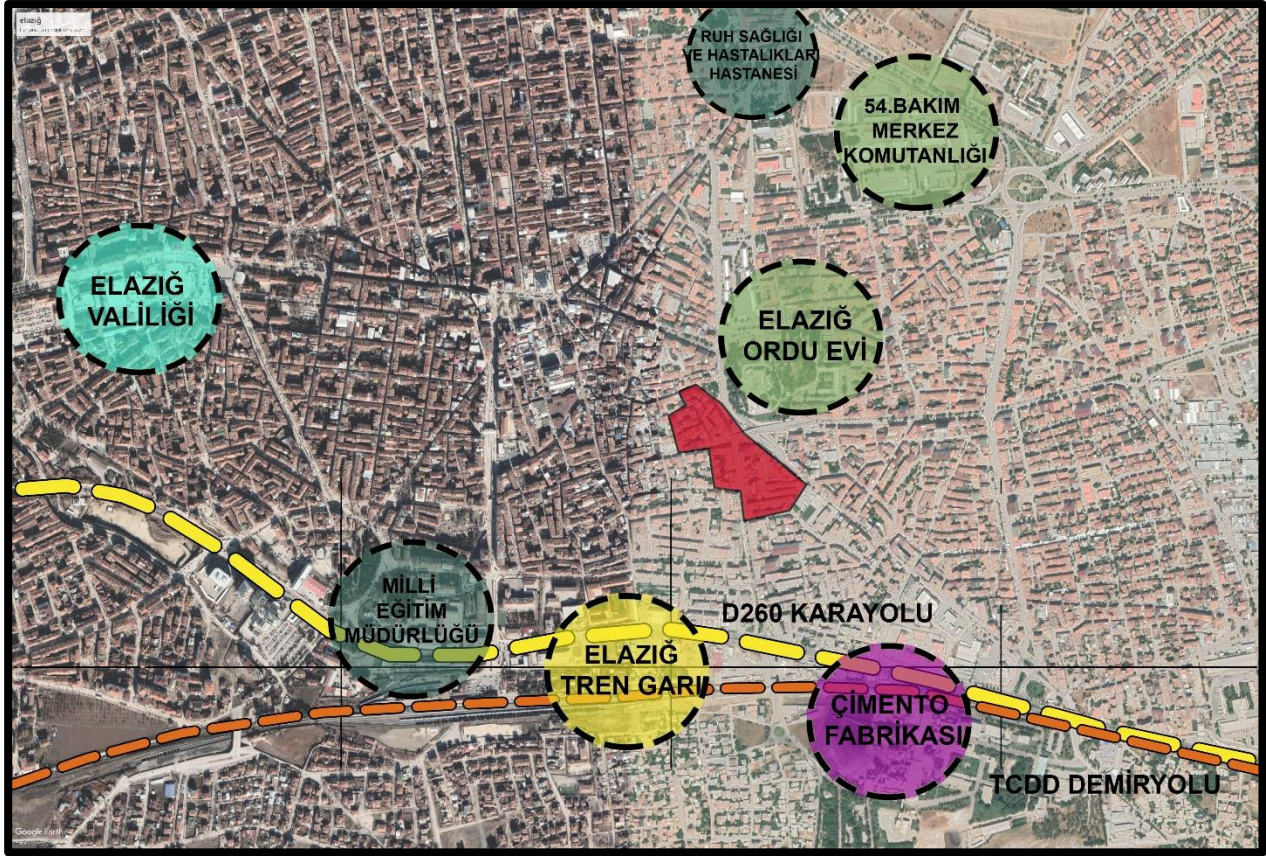 elazığ
RUH SAĞLIĞI
VE HASTALIKLAR
HASTANESİ
54.BAKIM
MERKEZ
KOMUTANLIĞI
ELAZIĞ
VALİLİĞİ
ELAZIĞ
ORDU EVİ
MİLLİ
EĞİTİM
MÜDÜRLÜĞÜ
D260 KARAYOLU
ELAZIĞ
TREN GARI
ÇİMENTO
FABRİKASI
TCDD DEMİRYOLU
Google Earth